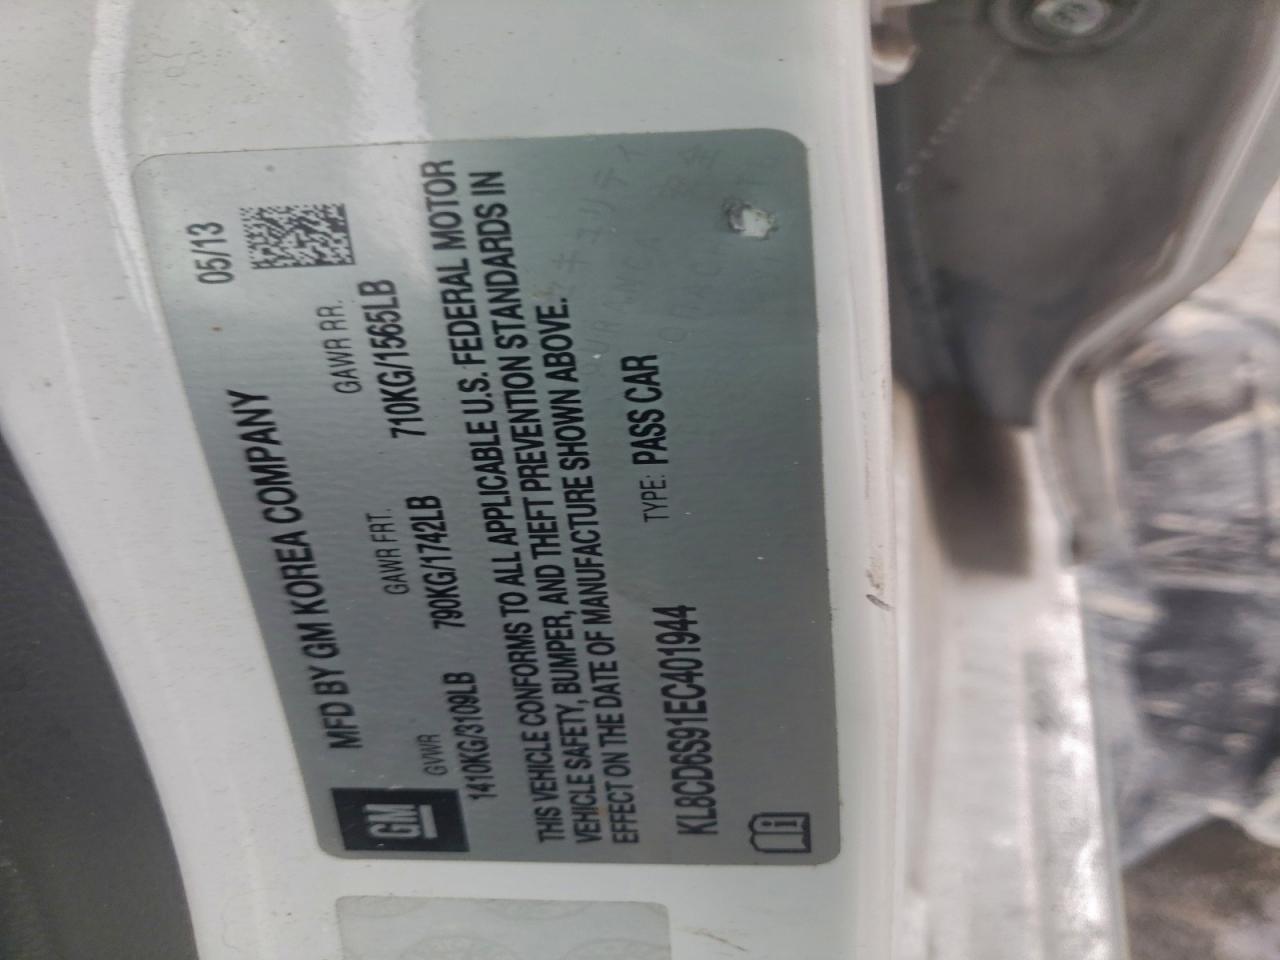 MFD BY GM KOREA COMPANY 05/13
GM
GVWR GAWR FRT. GAWR RR.
1410KG/3109LB 790KG/1742LB 710KG/1565LB
THIS VEHICLE CONFORMS TO ALL APPLICABLE U.S. FEDERAL MOTOR
VEHICLE SAFETY, BUMPER, AND THEFT PREVENTION STANDARDS IN
EFFECT ON THE DATE OF MANUFACTURE SHOWN ABOVE.
KL8CD6S91EC401944 TYPE: PASS CAR
i